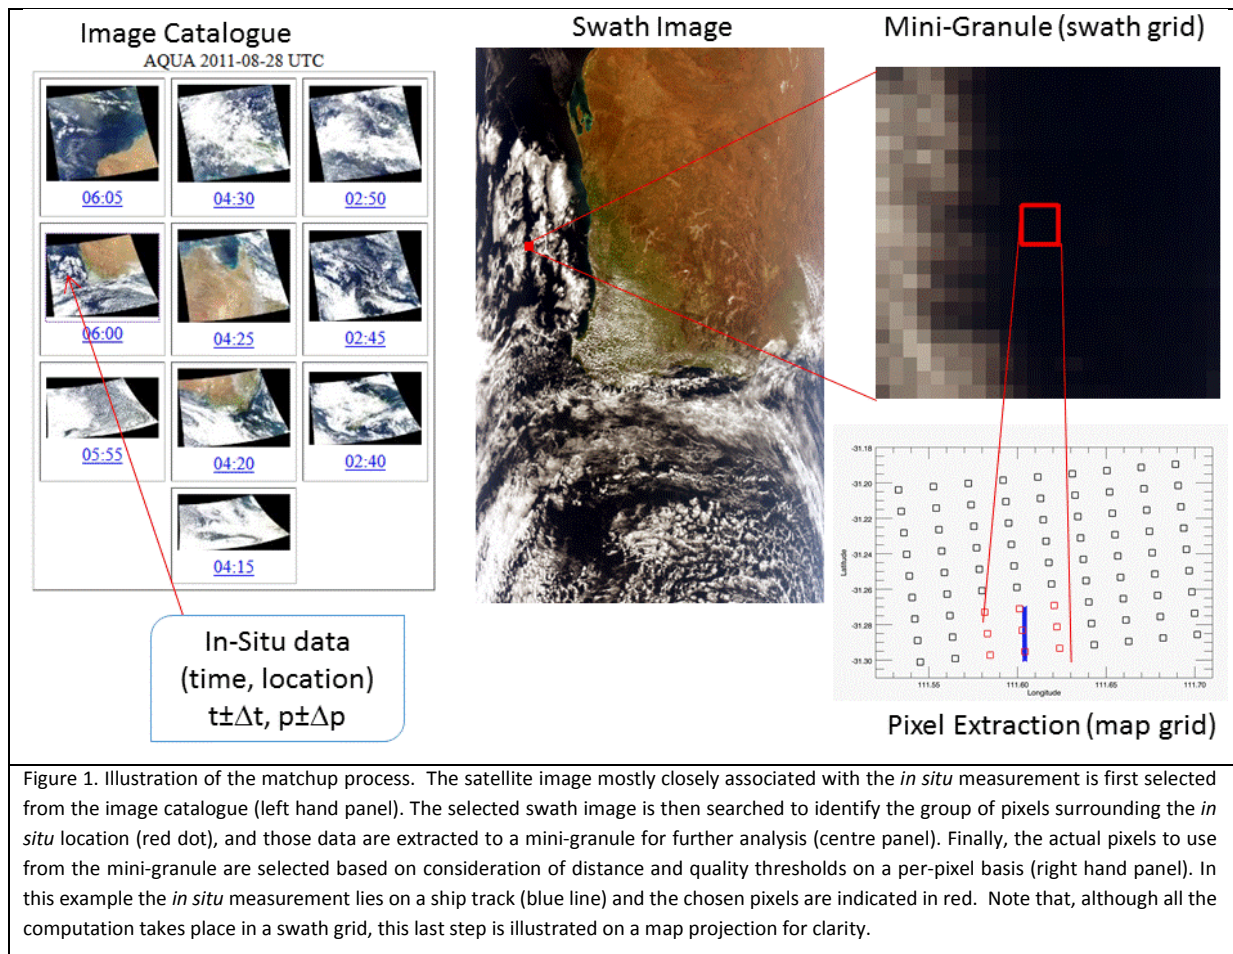 Image Catalogue
AQUA 2011-08-28 UTC
06:05
04:30
02:50
06:00
04:25
02:45
05:55
04:20
02:40
04:15
In-Situ data
(time, location)
t±Δt, p±Δp
Swath Image
Mini-Granule (swath grid)
-31.18
-31.20
-31.22
-31.24
-31.26
-31.28
-31.30
Latitude
111.55
111.60
111.65
111.70
Longitude
Pixel Extraction (map grid)
Figure 1. Illustration of the matchup process. The satellite image mostly closely associated with the in situ measurement is first selected
from the image catalogue (left hand panel). The selected swath image is then searched to identify the group of pixels surrounding the in
situ location (red dot), and those data are extracted to a mini-granule for further analysis (centre panel). Finally, the actual pixels to use
from the mini-granule are selected based on consideration of distance and quality thresholds on a per-pixel basis (right hand panel). In
this example the in situ measurement lies on a ship track (blue line) and the chosen pixels are indicated in red. Note that, although all the
computation takes place in a swath grid, this last step is illustrated on a map projection for clarity.